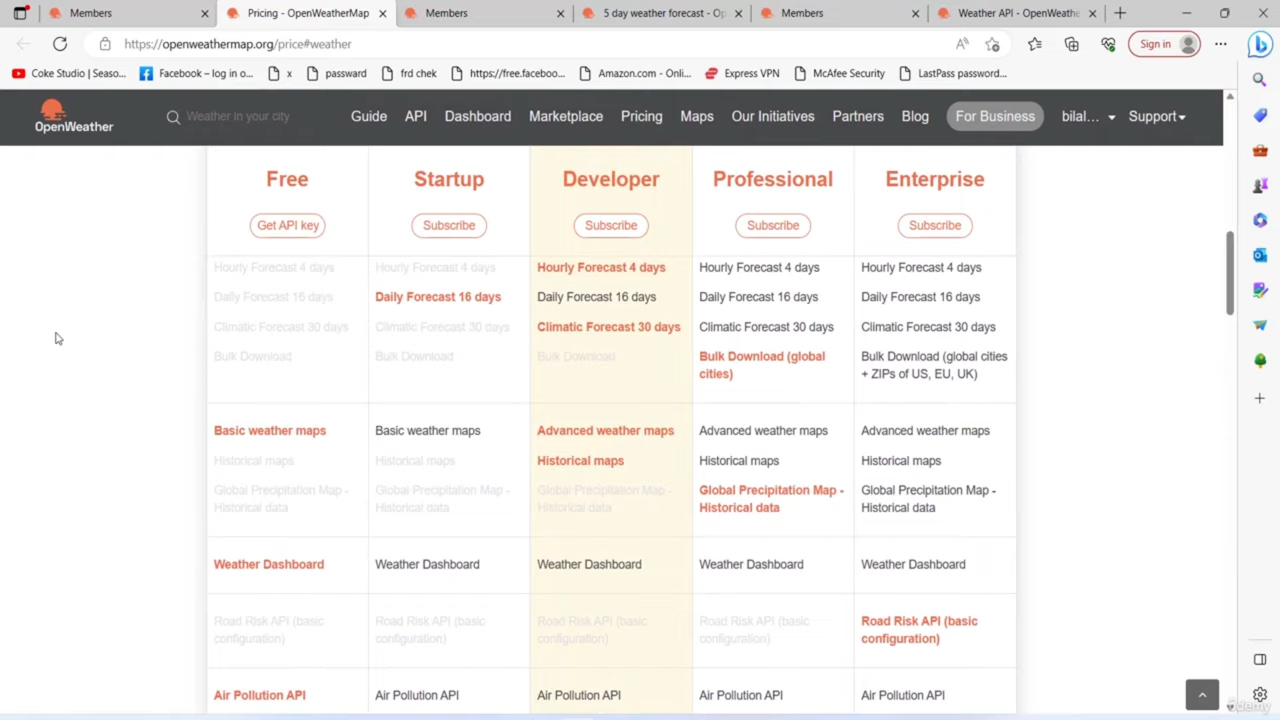 Members
Pricing - OpenWeatherMap
Members
5 day weather forecast - Op
Members
Weather API - OpenWeathe
https://openweathermap.org/price#weather
Sign in
Coke Studio | Seaso...
Facebook – log in o...
x
passward
frd chek
https://free.faceboo...
Amazon.com - Onli...
Express VPN
McAfee Security
LastPass password...
OpenWeather
Weather in your city
Guide
API
Dashboard
Marketplace
Pricing
Maps
Our Initiatives
Partners
Blog
For Business
bilal...
Support
Free
Startup
Developer
Professional
Enterprise
Get API key
Subscribe
Subscribe
Subscribe
Subscribe
Hourly Forecast 4 days
Hourly Forecast 4 days
Hourly Forecast 4 days
Hourly Forecast 4 days
Hourly Forecast 4 days
Daily Forecast 16 days
Daily Forecast 16 days
Daily Forecast 16 days
Daily Forecast 16 days
Daily Forecast 16 days
Climatic Forecast 30 days
Climatic Forecast 30 days
Climatic Forecast 30 days
Climatic Forecast 30 days
Climatic Forecast 30 days
Bulk Download
Bulk Download
Bulk Download
Bulk Download (global
cities)
Bulk Download (global cities
+ ZIPs of US, EU, UK)
Basic weather maps
Basic weather maps
Advanced weather maps
Advanced weather maps
Advanced weather maps
Historical maps
Historical maps
Historical maps
Historical maps
Historical maps
Global Precipitation Map -
Historical data
Global Precipitation Map -
Historical data
Global Precipitation Map -
Historical data
Global Precipitation Map -
Historical data
Global Precipitation Map -
Historical data
Weather Dashboard
Weather Dashboard
Weather Dashboard
Weather Dashboard
Weather Dashboard
Road Risk API (basic
configuration)
Road Risk API (basic
configuration)
Road Risk API (basic
configuration)
Road Risk API (basic
configuration)
Road Risk API (basic
configuration)
Air Pollution API
Air Pollution API
Air Pollution API
Air Pollution API
Air Pollution API
ûdemy